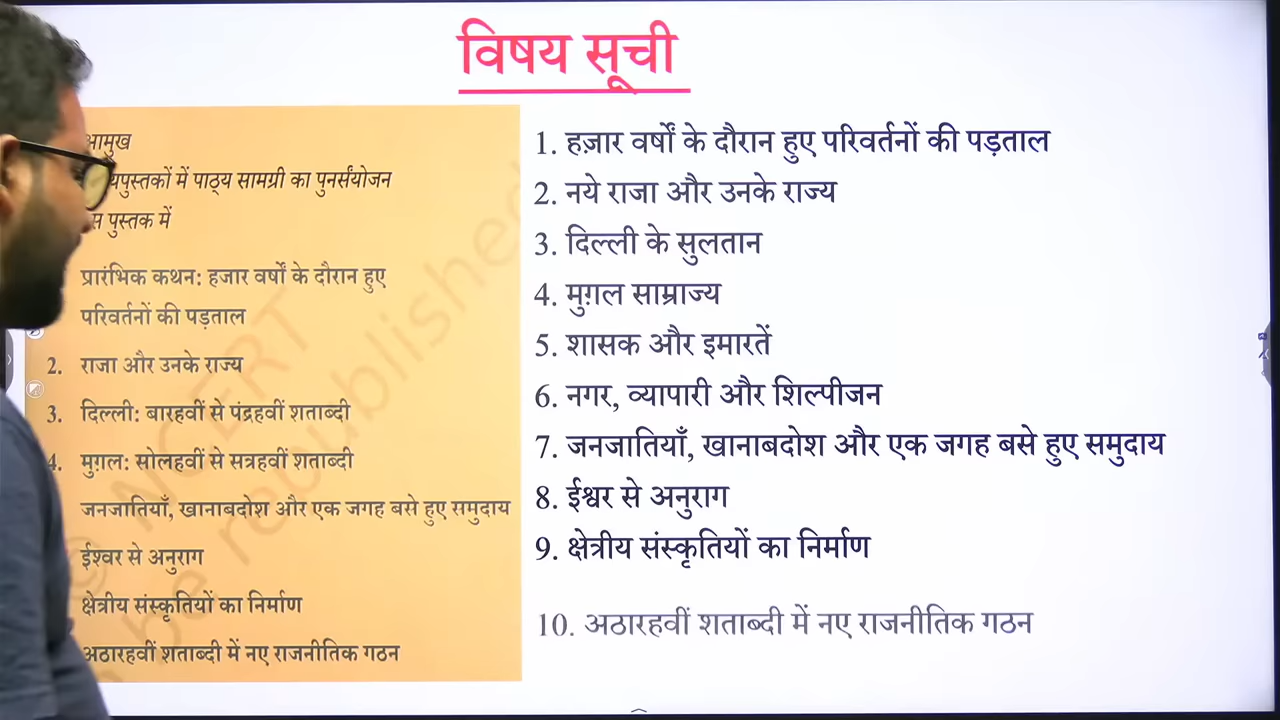 विषय सूची
आमुख
में पाठ्य सामग्री का पुनर्संयोजन
पुस्तक में
प्रारंभिक कथन: हजार वर्षों के दौरान हुए
परिवर्तनों की पड़ताल
2. राजा और उनके राज्य
3. दिल्ली: बारहवीं से पंद्रहवीं शताब्दी
4. मुग़ल: सोलहवीं से सत्रहवीं शताब्दी
जनजातियाँ, खानाबदोश और एक जगह बसे हुए समुदाय
ईश्वर से अनुराग
क्षेत्रीय संस्कृतियों का निर्माण
अठारहवीं शताब्दी में नए राजनीतिक गठन
© NCERT
be republished
1. हज़ार वर्षों के दौरान हुए परिवर्तनों की पड़ताल
2. नये राजा और उनके राज्य
3. दिल्ली के सुलतान
4. मुग़ल साम्राज्य
5. शासक और इमारतें
6. नगर, व्यापारी और शिल्पीजन
7. जनजातियाँ, खानाबदोश और एक जगह बसे हुए समुदाय
8. ईश्वर से अनुराग
9. क्षेत्रीय संस्कृतियों का निर्माण
10. अठारहवीं शताब्दी में नए राजनीतिक गठन